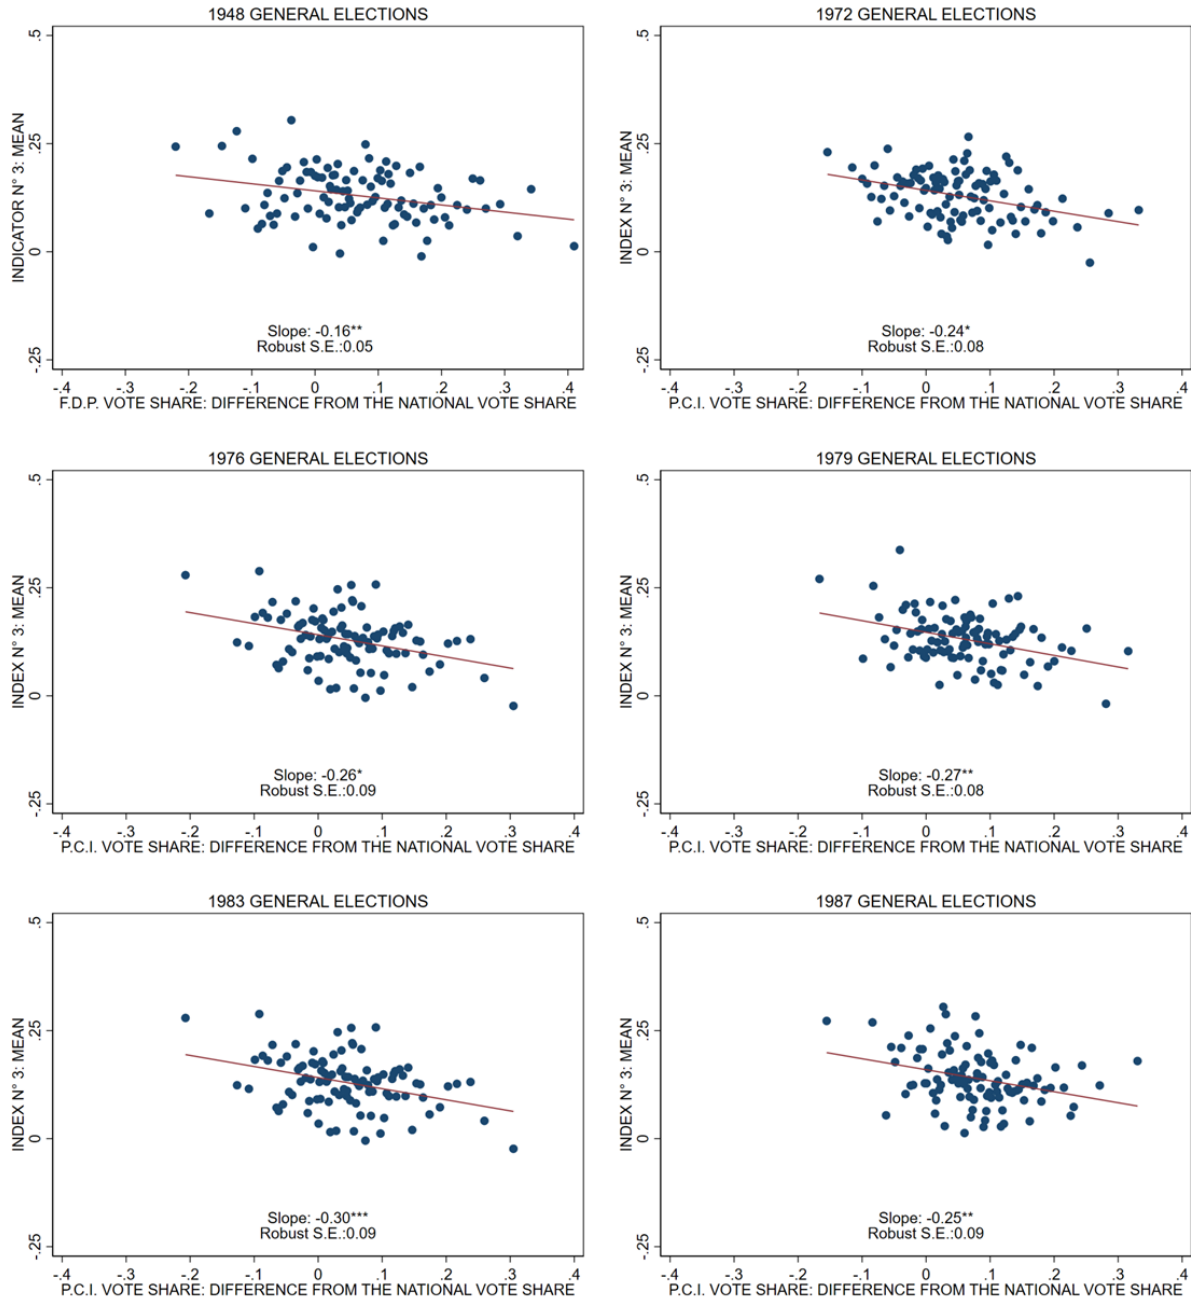 1948 GENERAL ELECTIONS
INDICATOR N° 3: MEAN
.5
.25
0
-.25
Slope: -0.16**
Robust S.E.:0.05
-.4 -.3 -.2 -.1 0 .1 .2 .3 .4
F.D.P. VOTE SHARE: DIFFERENCE FROM THE NATIONAL VOTE SHARE
1972 GENERAL ELECTIONS
INDEX N° 3: MEAN
.5
.25
0
-.25
Slope: -0.24*
Robust S.E.:0.08
-.4 -.3 -.2 -.1 0 .1 .2 .3 .4
P.C.I. VOTE SHARE: DIFFERENCE FROM THE NATIONAL VOTE SHARE
1976 GENERAL ELECTIONS
INDEX N° 3: MEAN
.5
.25
0
-.25
Slope: -0.26*
Robust S.E.:0.09
-.4 -.3 -.2 -.1 0 .1 .2 .3 .4
P.C.I. VOTE SHARE: DIFFERENCE FROM THE NATIONAL VOTE SHARE
1979 GENERAL ELECTIONS
INDEX N° 3: MEAN
.5
.25
0
-.25
Slope: -0.27**
Robust S.E.:0.08
-.4 -.3 -.2 -.1 0 .1 .2 .3 .4
P.C.I. VOTE SHARE: DIFFERENCE FROM THE NATIONAL VOTE SHARE
1983 GENERAL ELECTIONS
INDEX N° 3: MEAN
.5
.25
0
-.25
Slope: -0.30***
Robust S.E.:0.09
-.4 -.3 -.2 -.1 0 .1 .2 .3 .4
P.C.I. VOTE SHARE: DIFFERENCE FROM THE NATIONAL VOTE SHARE
1987 GENERAL ELECTIONS
INDEX N° 3: MEAN
.5
.25
0
-.25
Slope: -0.25**
Robust S.E.:0.09
-.4 -.3 -.2 -.1 0 .1 .2 .3 .4
P.C.I. VOTE SHARE: DIFFERENCE FROM THE NATIONAL VOTE SHARE